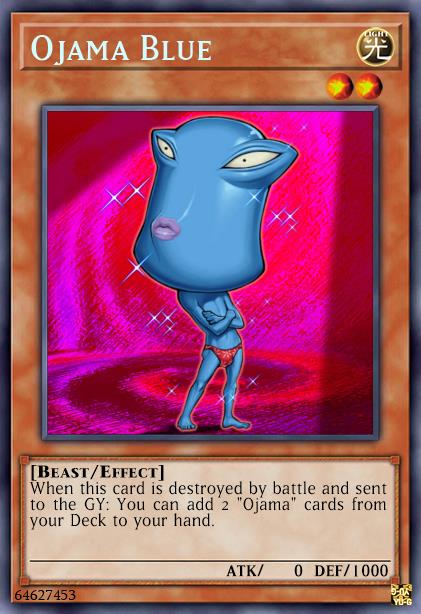 OJAMA BLUE
LIGHT
光
[BEAST/EFFECT]
When this card is destroyed by battle and sent
to the GY: You can add 2 "Ojama" cards from
your Deck to your hand.
ATK/ 0 DEF/1000
64627453